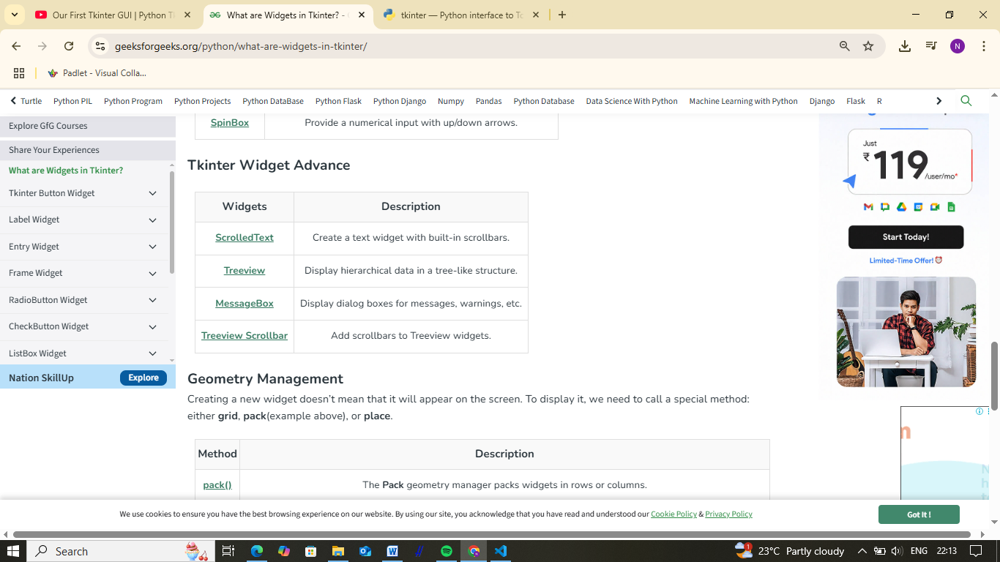 Our First Tkinter GUI | Python T
What are Widgets in Tkinter? -
tkinter — Python interface to Tc
geeksforgeeks.org/python/what-are-widgets-in-tkinter/
N
Padlet - Visual Colla...
Turtle Python PIL Python Program Python Projects Python DataBase Python Flask Python Django Numpy Pandas Python Database Data Science With Python Machine Learning with Python Django Flask R
Explore GfG Courses
Share Your Experiences
What are Widgets in Tkinter?
Tkinter Button Widget
Label Widget
Entry Widget
Frame Widget
RadioButton Widget
CheckButton Widget
ListBox Widget
Nation SkillUp Explore
SpinBox Provide a numerical input with up/down arrows.
Tkinter Widget Advance
Widgets Description
ScrolledText Create a text widget with built-in scrollbars.
Treeview Display hierarchical data in a tree-like structure.
MessageBox Display dialog boxes for messages, warnings, etc.
Treeview Scrollbar Add scrollbars to Treeview widgets.
Geometry Management
Creating a new widget doesn't mean that it will appear on the screen. To display it, we need to call a special method:
either grid, pack(example above), or place.
Method Description
pack() The Pack geometry manager packs widgets in rows or columns.
Just
₹119/user/mo*
Start Today!
Limited-Time Offer!
We use cookies to ensure you have the best browsing experience on our website. By using our site, you acknowledge that you have read and understood our Cookie Policy & Privacy Policy
Got It !
Search
1
23°C Partly cloudy
ENG
22:13